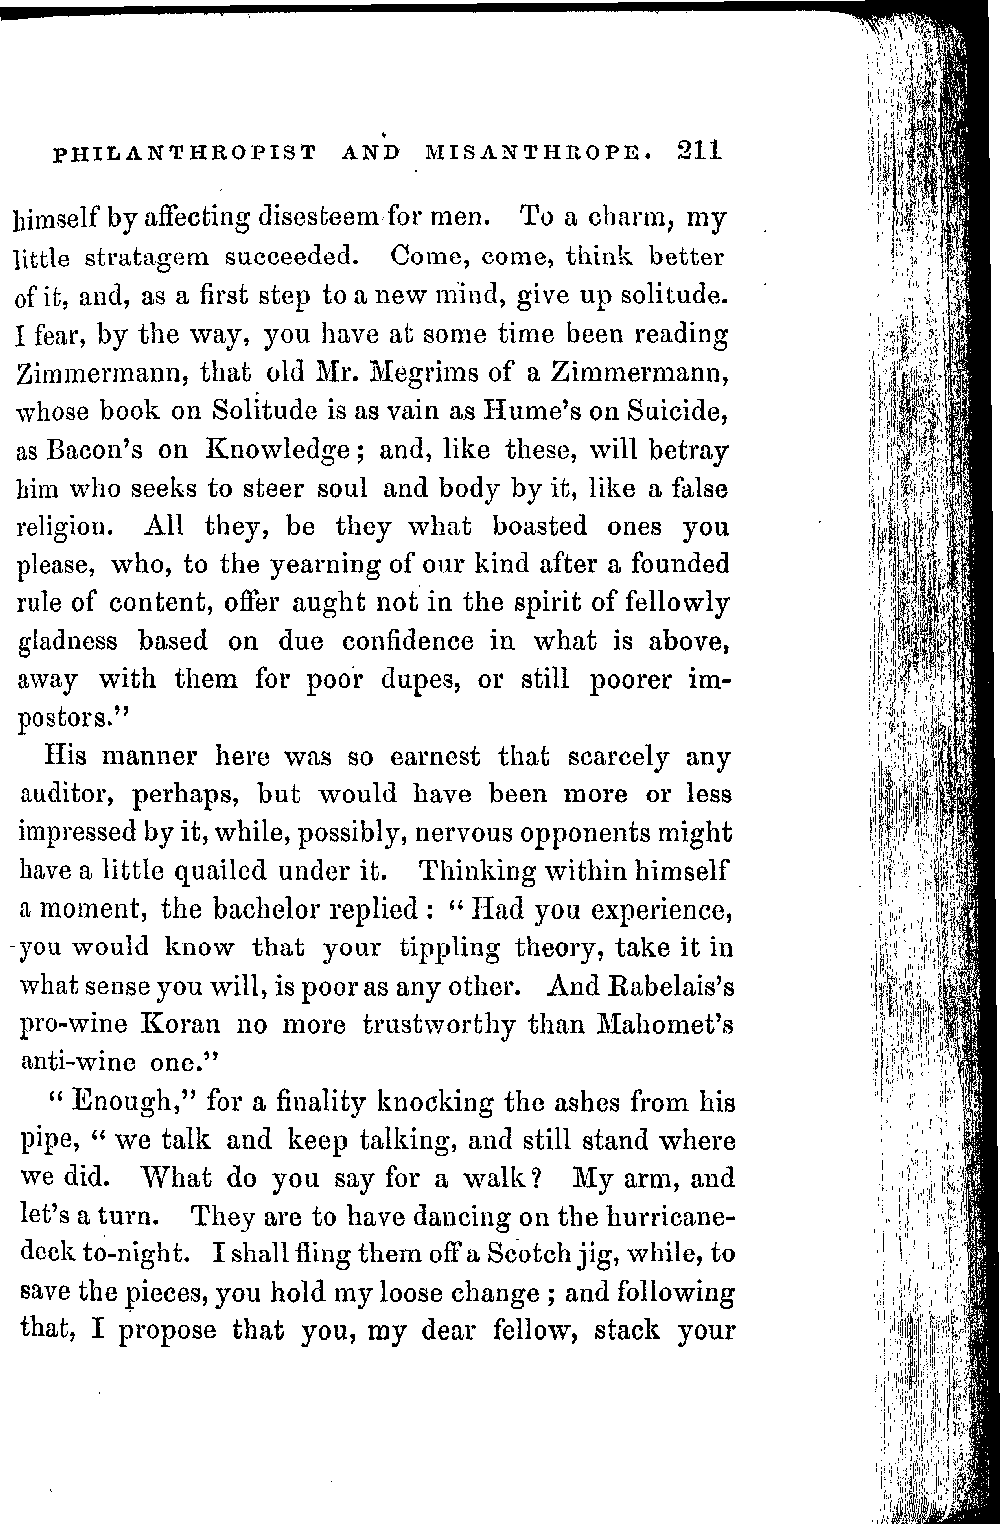 PHILANTHROPIST AND MISANTHROPE. 211
himself by affecting disesteem for men. To a charm, my
little stratagem succeeded. Come, come, think better
of it, and, as a first step to a new mind, give up solitude.
I fear, by the way, you have at some time been reading
Zimmermann, that old Mr. Megrims of a Zimmermann,
whose book on Solitude is as vain as Hume's on Suicide,
as Bacon's on Knowledge; and, like these, will betray
him who seeks to steer soul and body by it, like a false
religion. All they, be they what boasted ones you
please, who, to the yearning of our kind after a founded
rule of content, offer aught not in the spirit of fellowly
gladness based on due confidence in what is above,
away with them for poor dupes, or still poorer im-
postors."
His manner here was so earnest that scarcely any
auditor, perhaps, but would have been more or less
impressed by it, while, possibly, nervous opponents might
have a little quailed under it. Thinking within himself
a moment, the bachelor replied: "Had you experience,
you would know that your tippling theory, take it in
what sense you will, is poor as any other. And Rabelais's
pro-wine Koran no more trustworthy than Mahomet's
anti-wine one."
"Enough," for a finality knocking the ashes from his
pipe, "we talk and keep talking, and still stand where
we did. What do you say for a walk? My arm, and
let's a turn. They are to have dancing on the hurricane-
deck to-night. I shall fling them off a Scotch jig, while, to
save the pieces, you hold my loose change; and following
that, I propose that you, my dear fellow, stack your